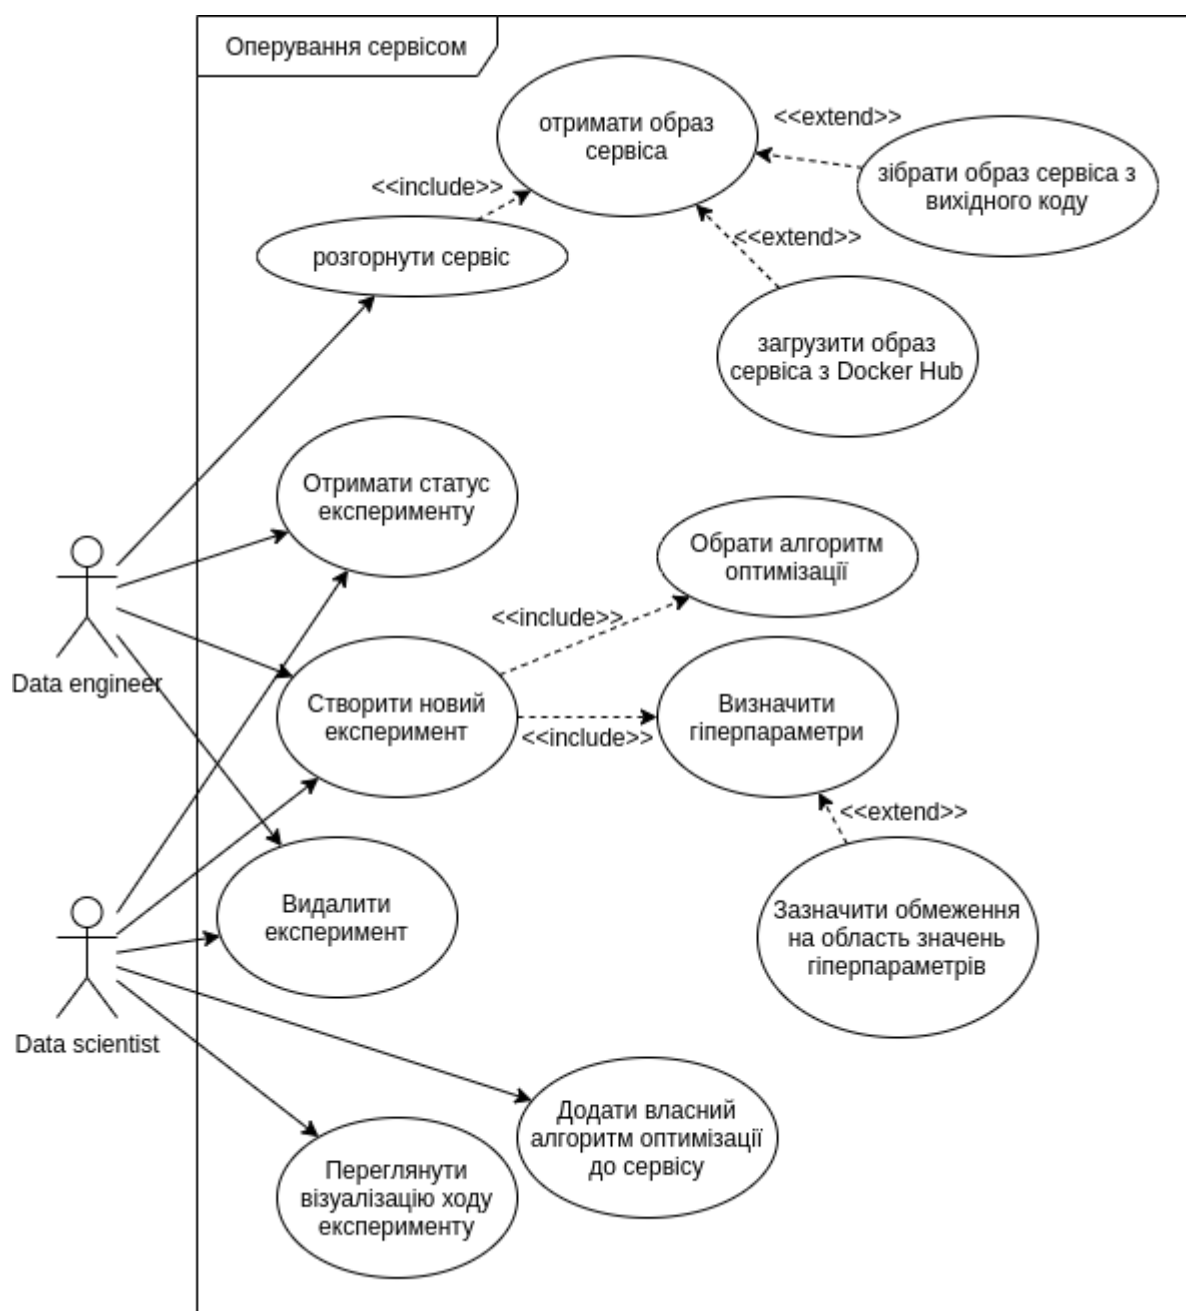 Оперування сервісом
отримати образ
сервіса
<<extend>>
зібрати образ сервіса з
вихідного коду
<<include>>
<<extend>>
розгорнути сервіс
загрузити образ
сервіса з Docker Hub
Отримати статус
експерименту
Обрати алгоритм
оптимізації
<<include>>
Data engineer
Створити новий
експеримент
<<include>>
Визначити
гіперпараметри
<<extend>>
Видалити
експеримент
Зазначити обмеження
на область значень
гіперпараметрів
Data scientist
Додати власний
алгоритм оптимізації
до сервісу
Переглянути
візуалізацію ходу
експерименту